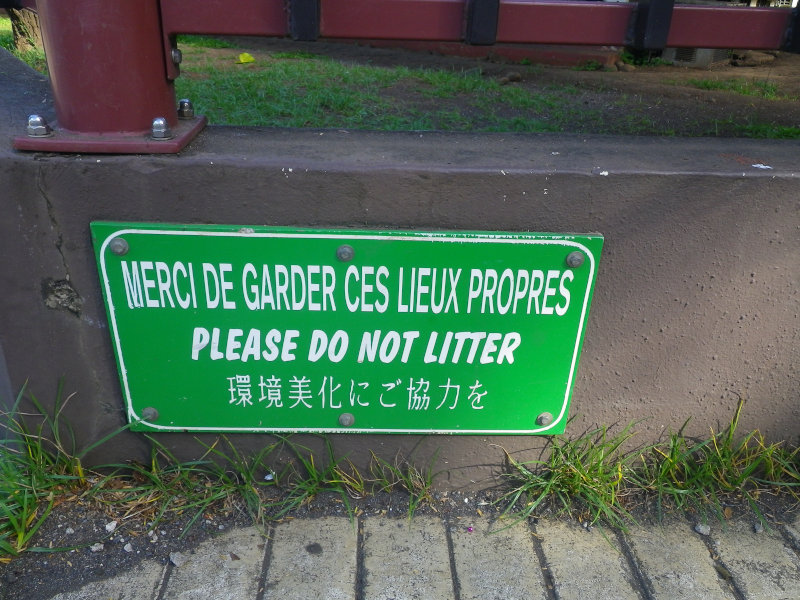 MERCI DE GARDER CES LIEUX PROPRES
PLEASE DO NOT LITTER
環境美化にご協力を